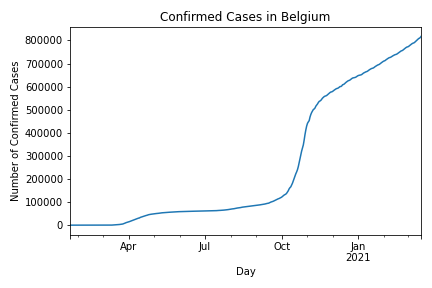 Confirmed Cases in Belgium
Number of Confirmed Cases
800000
700000
600000
500000
400000
300000
200000
100000
0
Apr
Jul
Oct
Jan
2021
Day